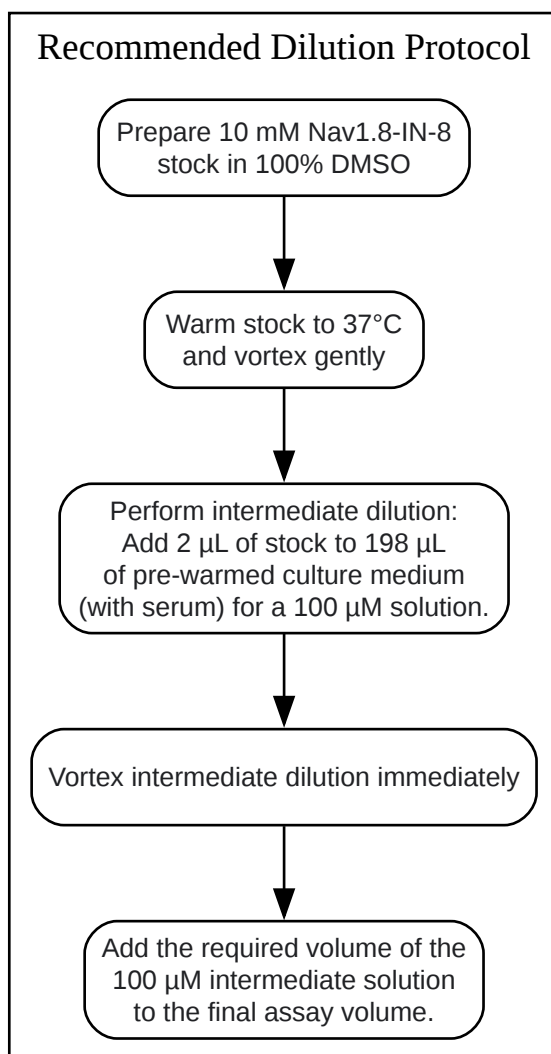 Recommended Dilution Protocol
Prepare 10 mM Nav1.8-IN-8
stock in 100% DMSO
Warm stock to 37°C
and vortex gently
Perform intermediate dilution:
Add 2 µL of stock to 198 µL
of pre-warmed culture medium
(with serum) for a 100 µM solution.
Vortex intermediate dilution immediately
Add the required volume of the
100 µM intermediate solution
to the final assay volume.